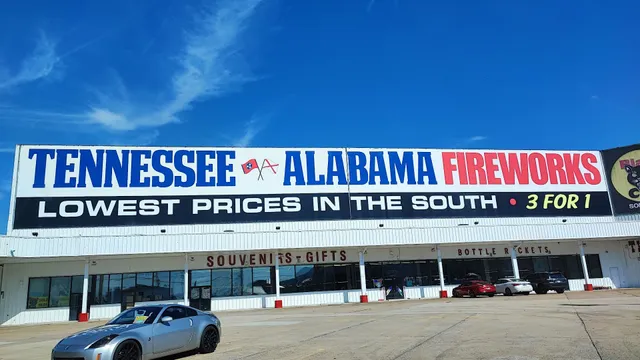 TENNESSEE ALABAMA FIREWORKS
LOWEST PRICES IN THE SOUTH • 3 FOR 1
SOUVENIRS - GIFTS
BOTTLE ROCKETS